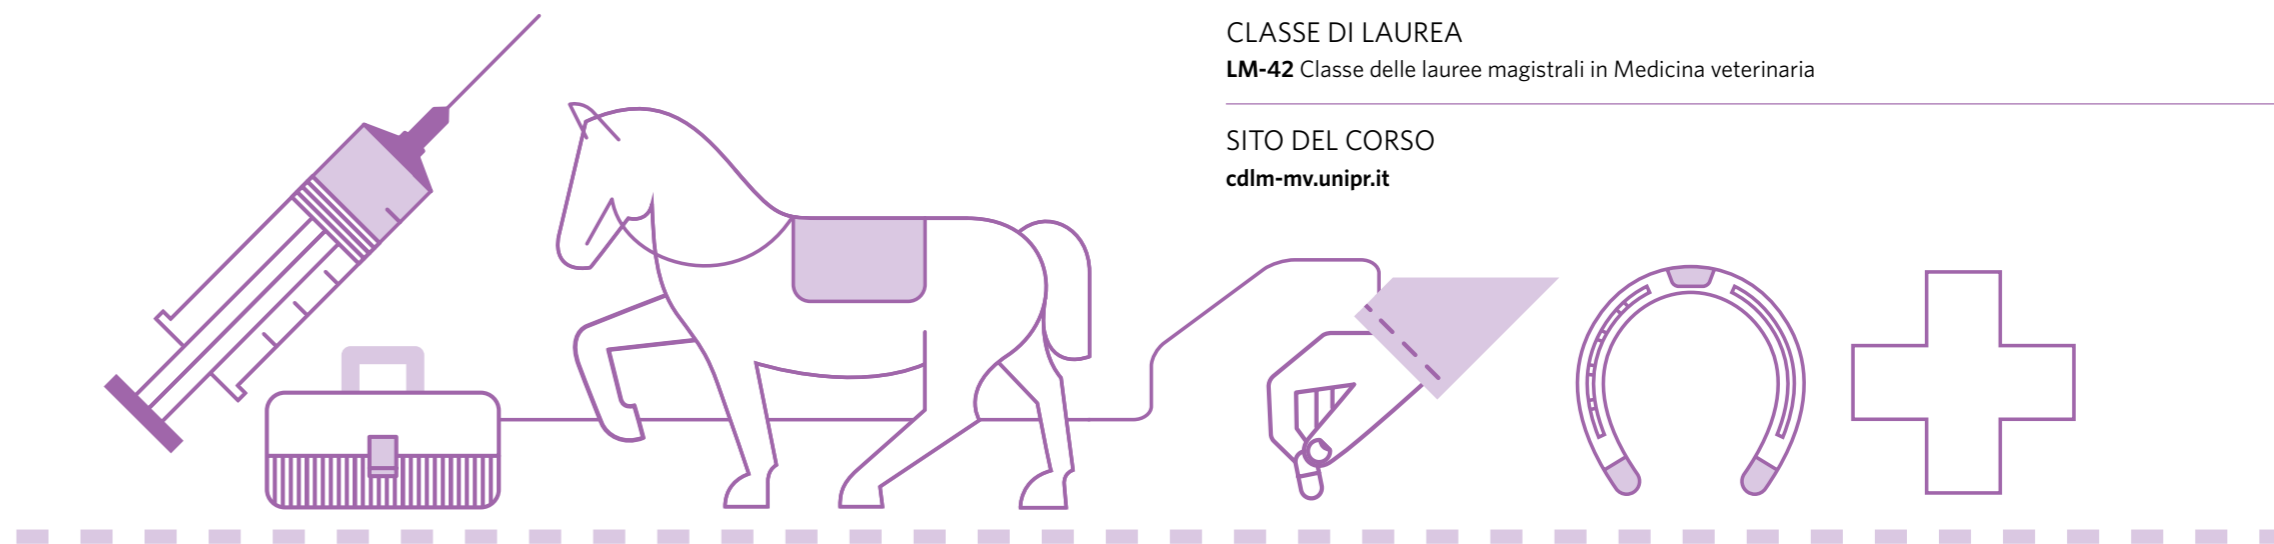 CLASSE DI LAUREA
LM-42 Classe delle lauree magistrali in Medicina veterinaria
SITO DEL CORSO
cdlm-mv.unipr.it